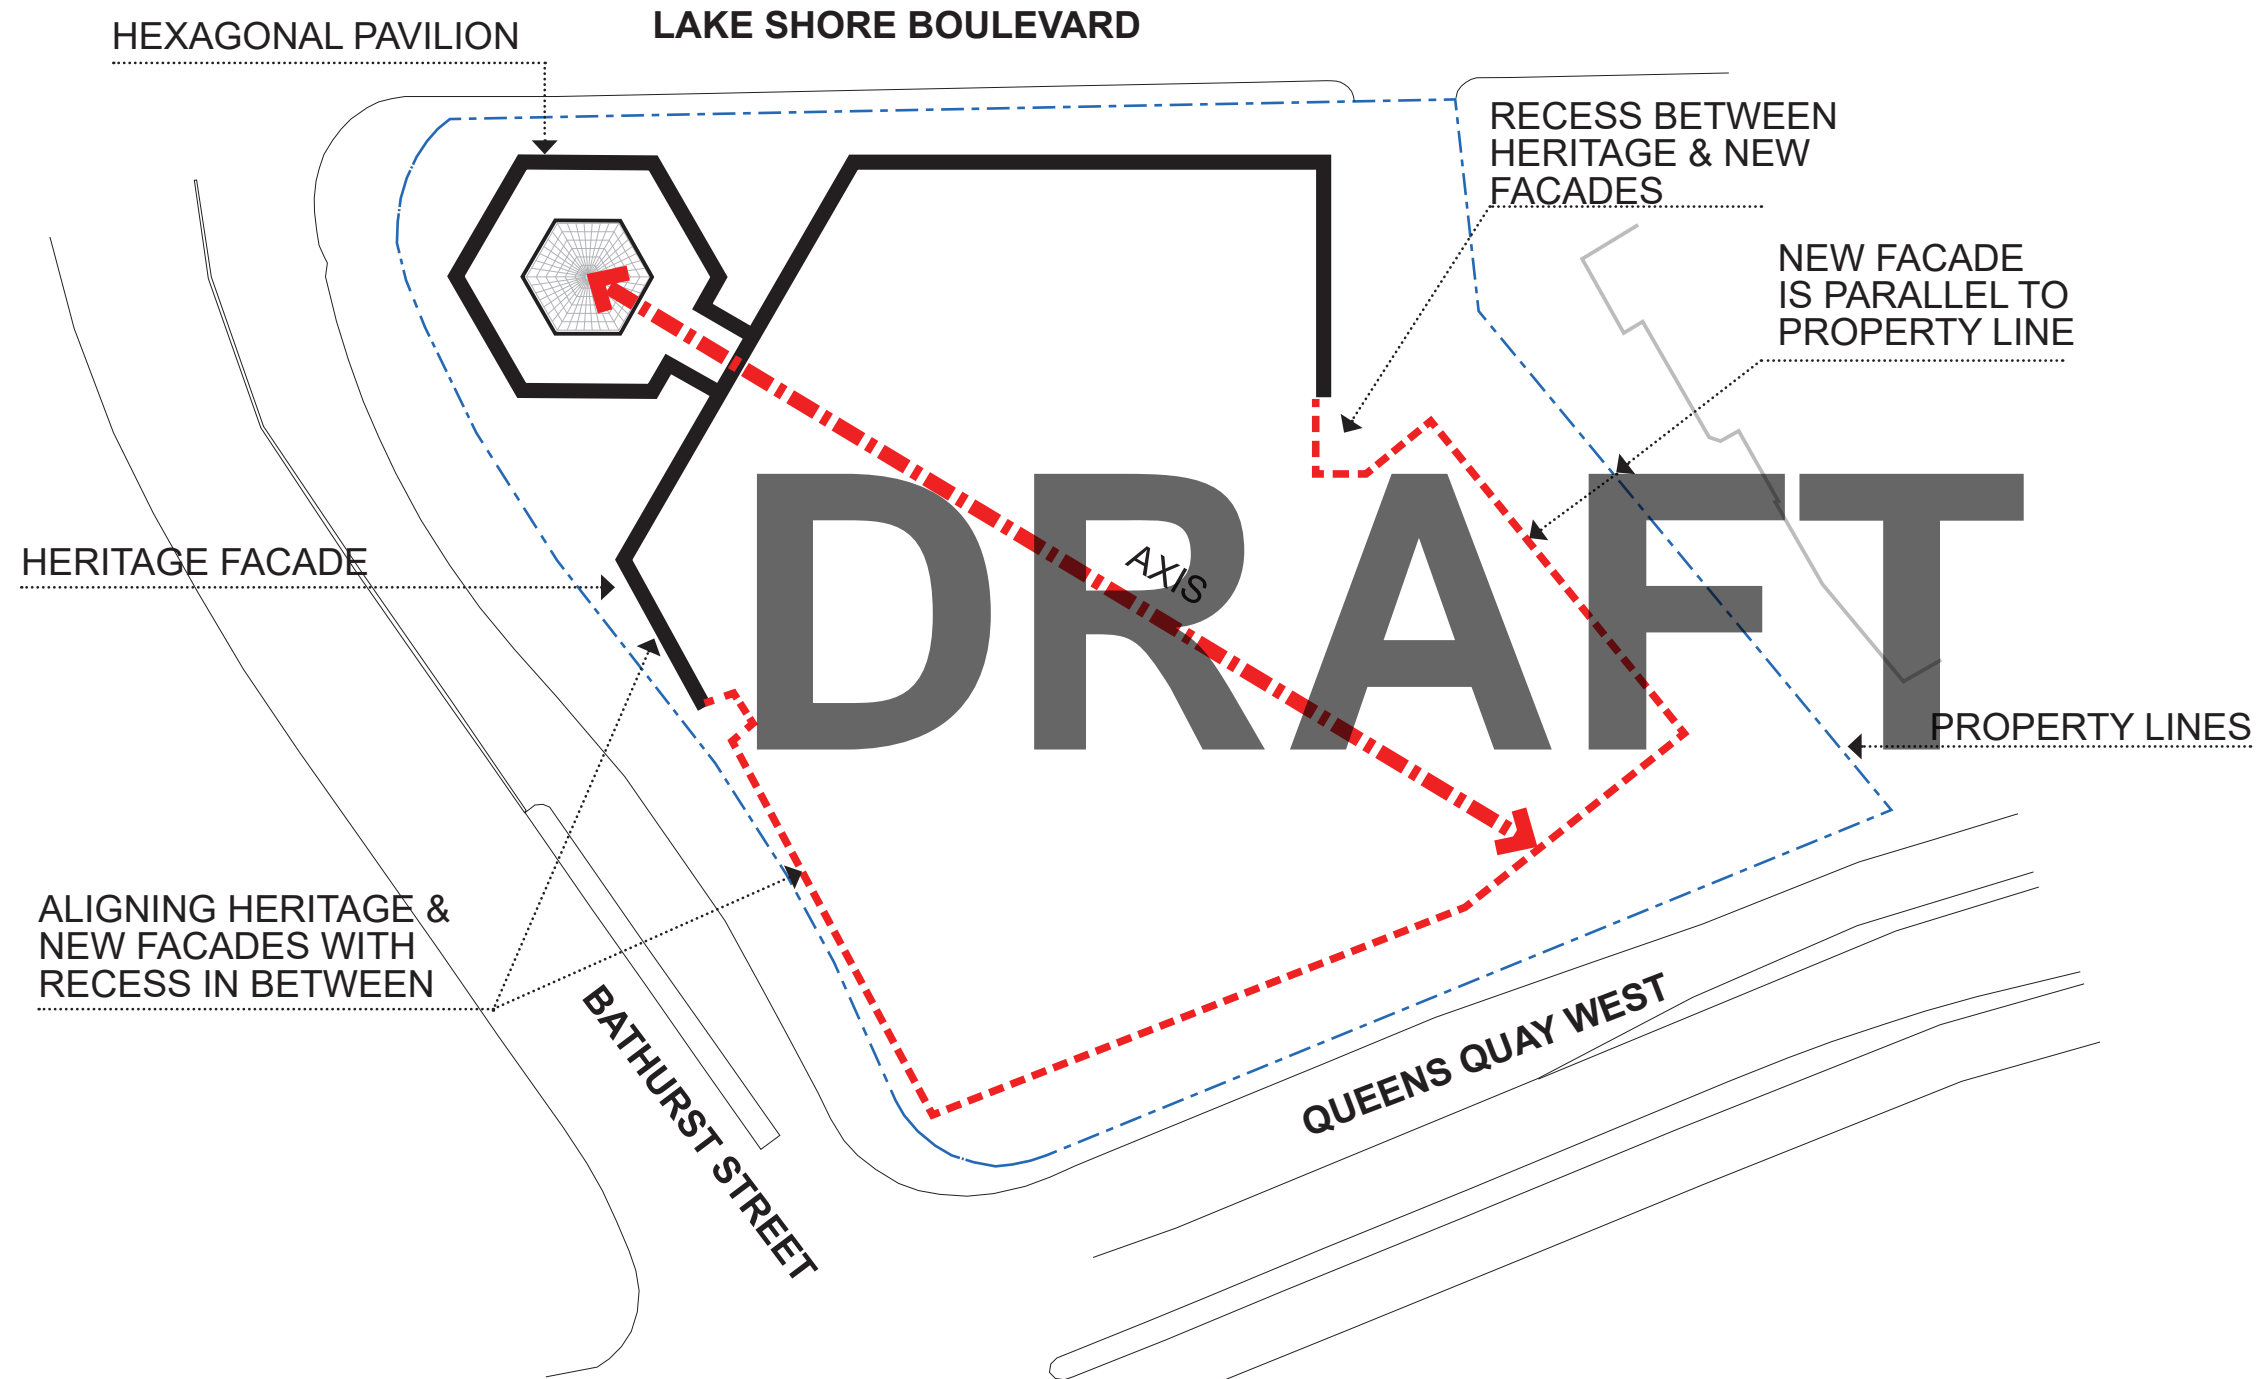 LAKE SHORE BOULEVARD
HEXAGONAL PAVILION
RECESS BETWEEN
HERITAGE & NEW
FACADES
NEW FACADE
IS PARALLEL TO
PROPERTY LINE
DRAFT
AXIS
HERITAGE FACADE
PROPERTY LINES
ALIGNING HERITAGE &
NEW FACADES WITH
RECESS IN BETWEEN
BATHURST STREET
QUEENS QUAY WEST